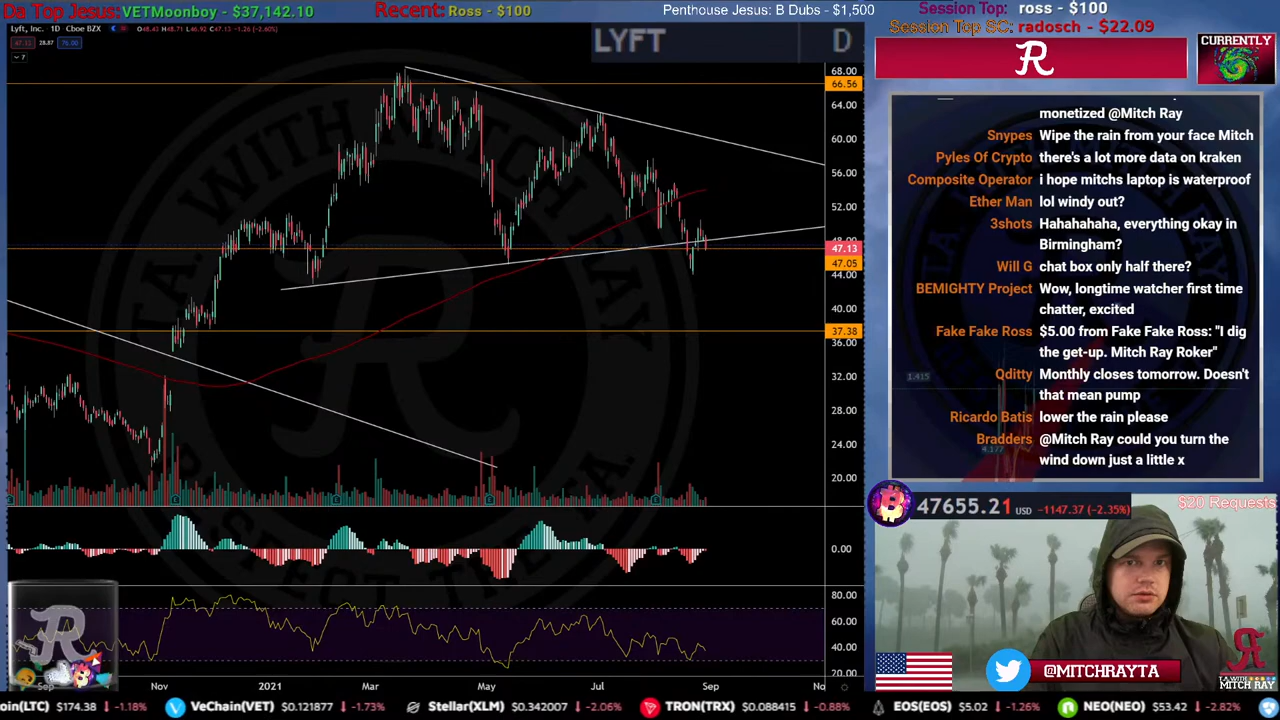 Da Top Jesus:VETMoonboy - $37,142.10
Recent: Ross - $100
Penthouse Jesus: B Dubs - $1,500
Session Top: ross - $100
Session Top SC: radosch - $22.09
Lyft, Inc. 1D Cboe BZX
LYFT D
CURRENTLY
R
68.00
66.56
64.00
60.00
56.00
52.00
47.13
47.05
44.00
40.00
37.38
36.00
32.00
28.00
24.00
20.00
0.00
80.00
60.00
40.00
20.00
Nov 2021 Mar May Jul Sep
monetized @Mitch Ray
Snypes Wipe the rain from your face Mitch
Pyles Of Crypto there's a lot more data on kraken
Composite Operator i hope mitchs laptop is waterproof
Ether Man lol windy out?
3shots Hahahahaha, everything okay in
Birmingham?
Will G chat box only half there?
BEMIGHTY Project Wow, longtime watcher first time
chatter, excited
Fake Fake Ross $5.00 from Fake Fake Ross: "I dig
the get-up. Mitch Ray Roker"
Qditty Monthly closes tomorrow. Doesn't
that mean pump
Ricardo Batis lower the rain please
Bradders @Mitch Ray could you turn the
wind down just a little x
47655.21 USD -1147.37 (-2.35%)
$20 Requests
@MITCHRAYTA
T.A. WITH
MITCH RAY
oin(LTC) $174.38 ↓ -1.18% VeChain(VET) $0.121877 ↓ -1.73% Stellar(XLM) $0.342007 ↓ -2.06% TRON(TRX) $0.088415 ↓ -0.88% EOS(EOS) $5.02 ↓ -1.26% NEO(NEO) $53.42 ↓ -2.82%